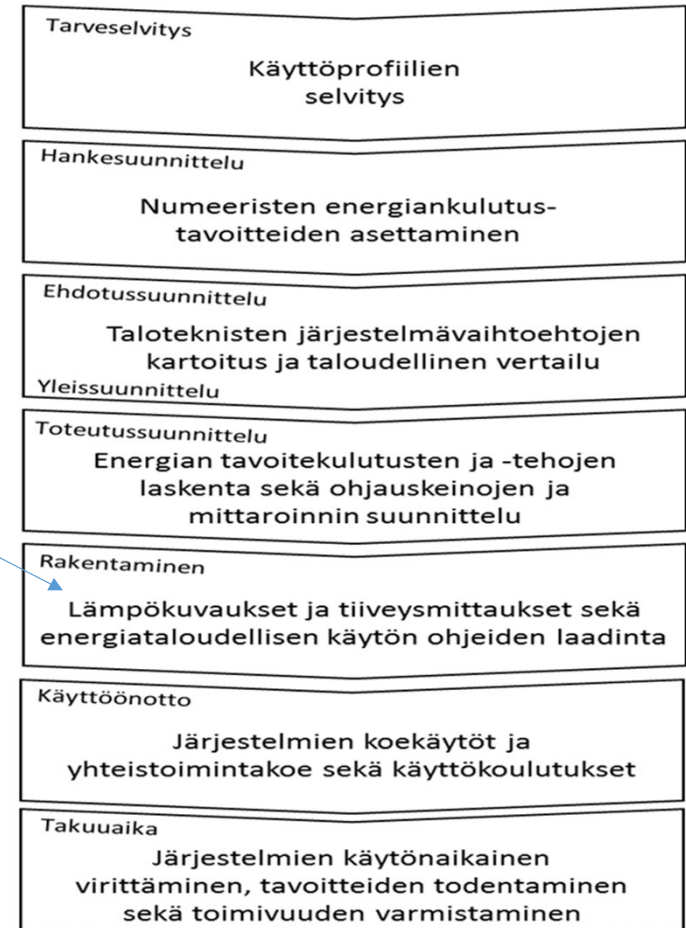 Tarveselvitys
Käyttöprofiilien
selvitys
Hankesuunnittelu
Numeeristen energiankulutus-
tavoitteiden asettaminen
Ehdotussuunnittelu
Taloteknisten järjestelmävaihtoehtojen
kartoitus ja taloudellinen vertailu
Yleissuunnittelu
Toteutussuunnittelu
Energian tavoitekulutusten ja -tehojen
laskenta sekä ohjauskeinojen ja
mittaroinnin suunnittelu
Rakentaminen
Lämpökuvaukset ja tiiveysmittaukset sekä
energiataloudellisen käytön ohjeiden laadinta
Käyttöönotto
Järjestelmien koekäytöt ja
yhteistoimintakoe sekä käyttökoulutukset
Takuuaika
Järjestelmien käytönaikainen
virittäminen, tavoitteiden todentaminen
sekä toimivuuden varmistaminen